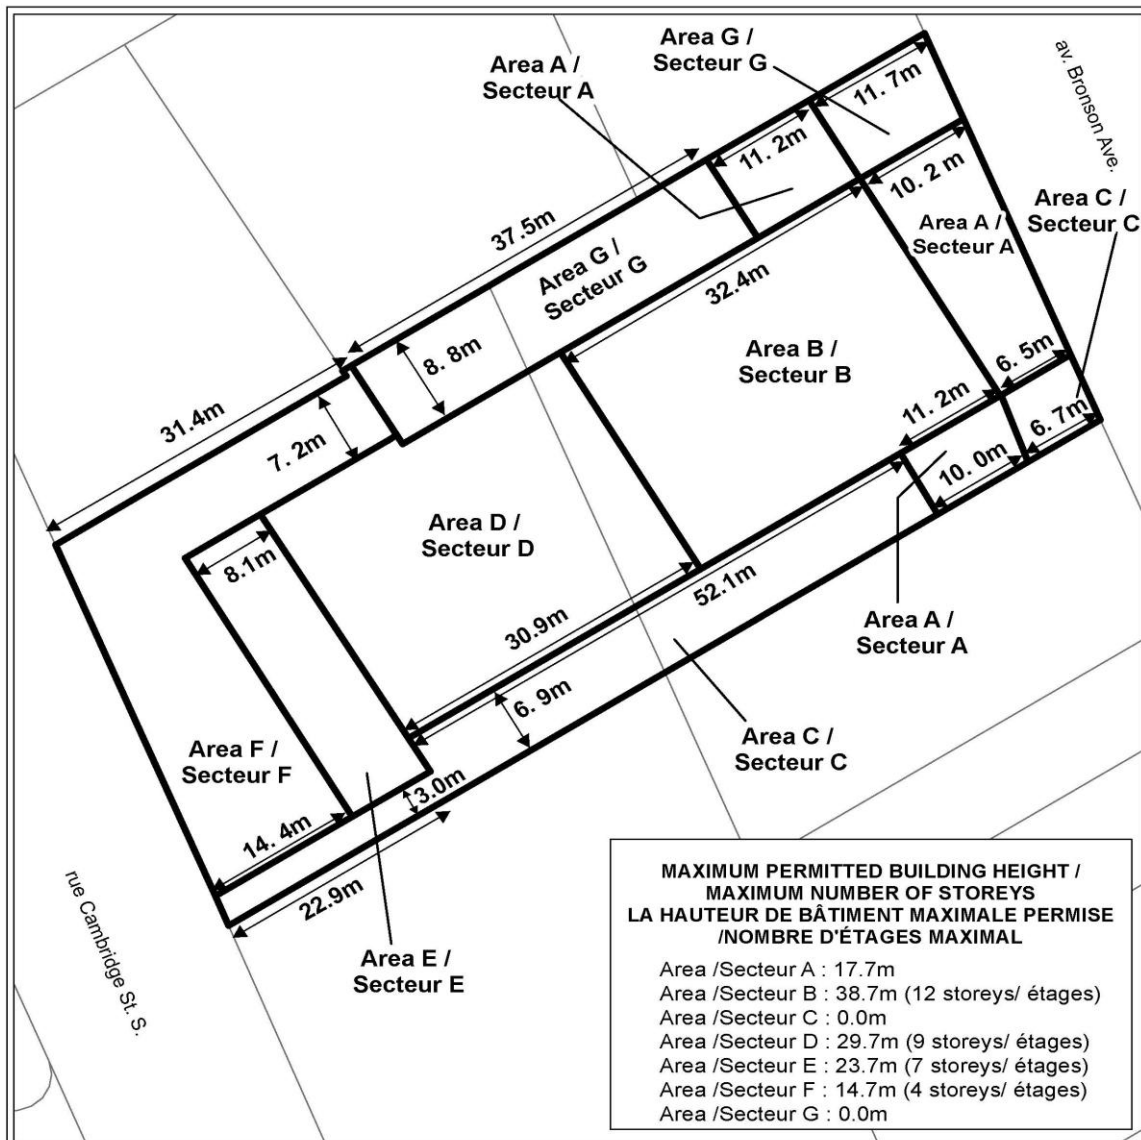 Area G /
Secteur G
Area A /
Secteur A
av. Bronson Ave.
11.7m
11.2m
10.2 m
Area C /
Secteur C
Area A /
Secteur A
37.5m
Area G /
Secteur G
32.4m
8.8m
Area B /
Secteur B
6.5m
31.4m
7.2m
11.2m
6.7m
10.0m
Area D /
Secteur D
8.1m
52.1m
30.9m
Area A /
Secteur A
6.9m
Area F /
Secteur F
Area C /
Secteur C
3.0m
14.4m
22.9m
rue Cambridge St. S.
Area E /
Secteur E
MAXIMUM PERMITTED BUILDING HEIGHT /
MAXIMUM NUMBER OF STOREYS
LA HAUTEUR DE BÂTIMENT MAXIMALE PERMISE
/NOMBRE D'ÉTAGES MAXIMAL
Area /Secteur A : 17.7m
Area /Secteur B : 38.7m (12 storeys/ étages)
Area /Secteur C : 0.0m
Area /Secteur D : 29.7m (9 storeys/ étages)
Area /Secteur E : 23.7m (7 storeys/ étages)
Area /Secteur F : 14.7m (4 storeys/ étages)
Area /Secteur G : 0.0m